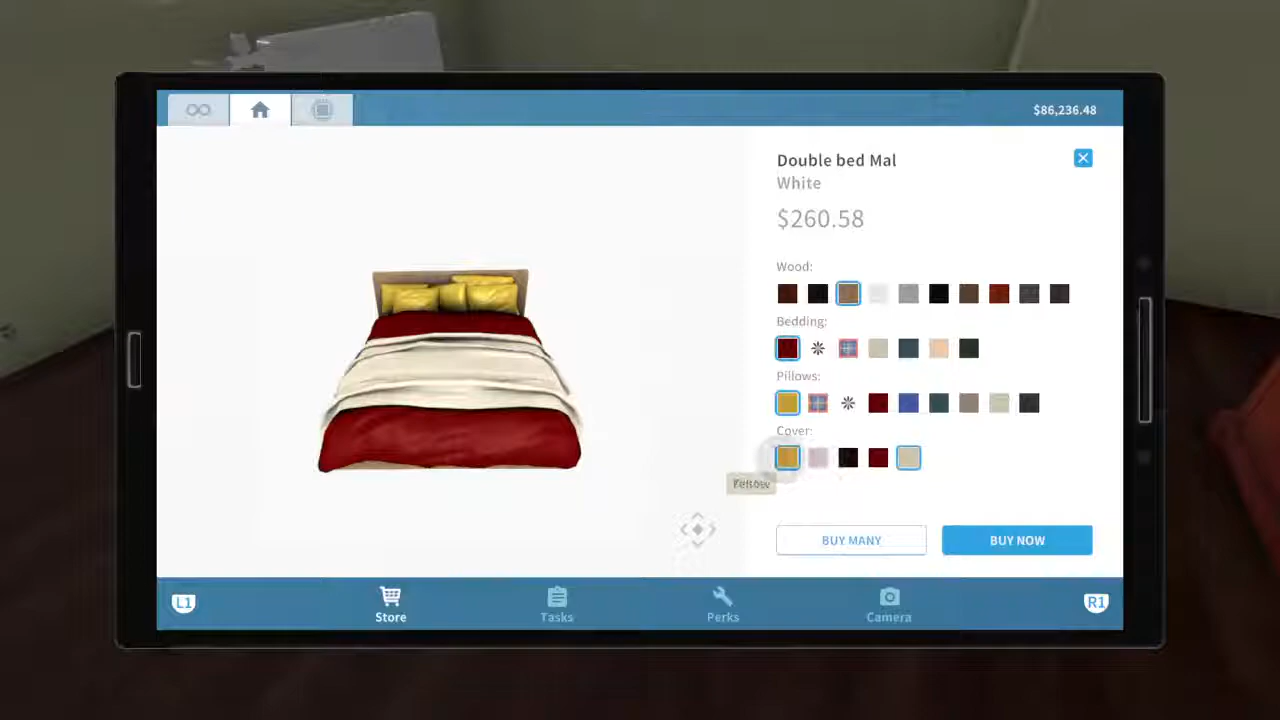 $86,236.48
Double bed Mal
White
$260.58
Wood:
Bedding:
Pillows:
Cover:
BUY MANY
BUY NOW
L1
Store
Tasks
Perks
Camera
R1